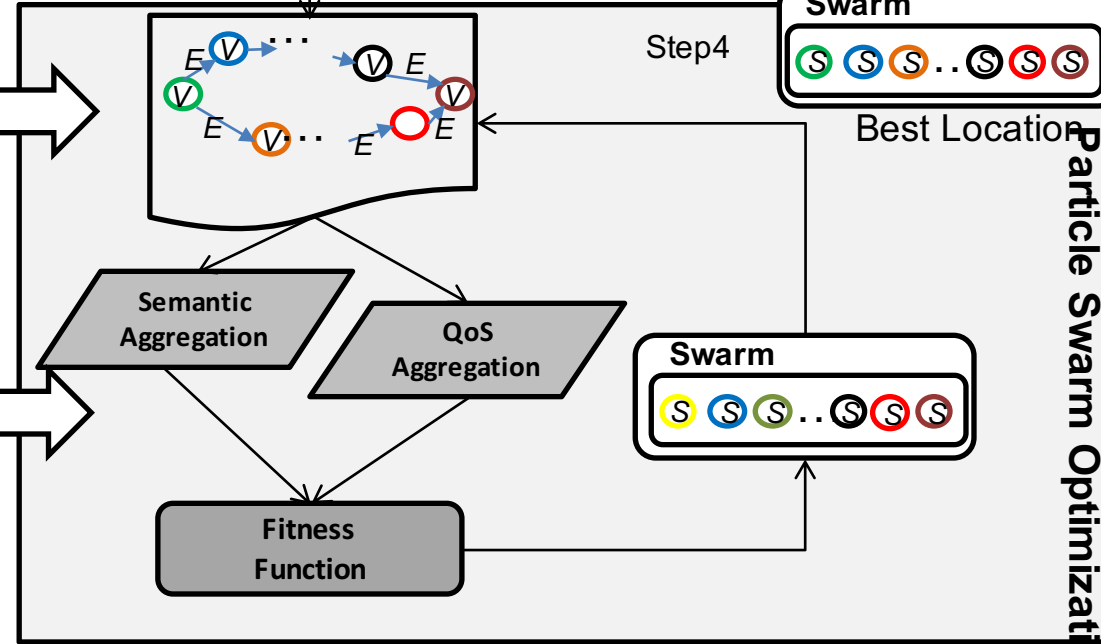 Swarm
S S S . . S S S
Step4
Best Location
V E V ... V E V
E V ... E E
Semantic
Aggregation
QoS
Aggregation
Swarm
S S S . . . S S S
Fitness
Function
Particle Swarm Optimizati